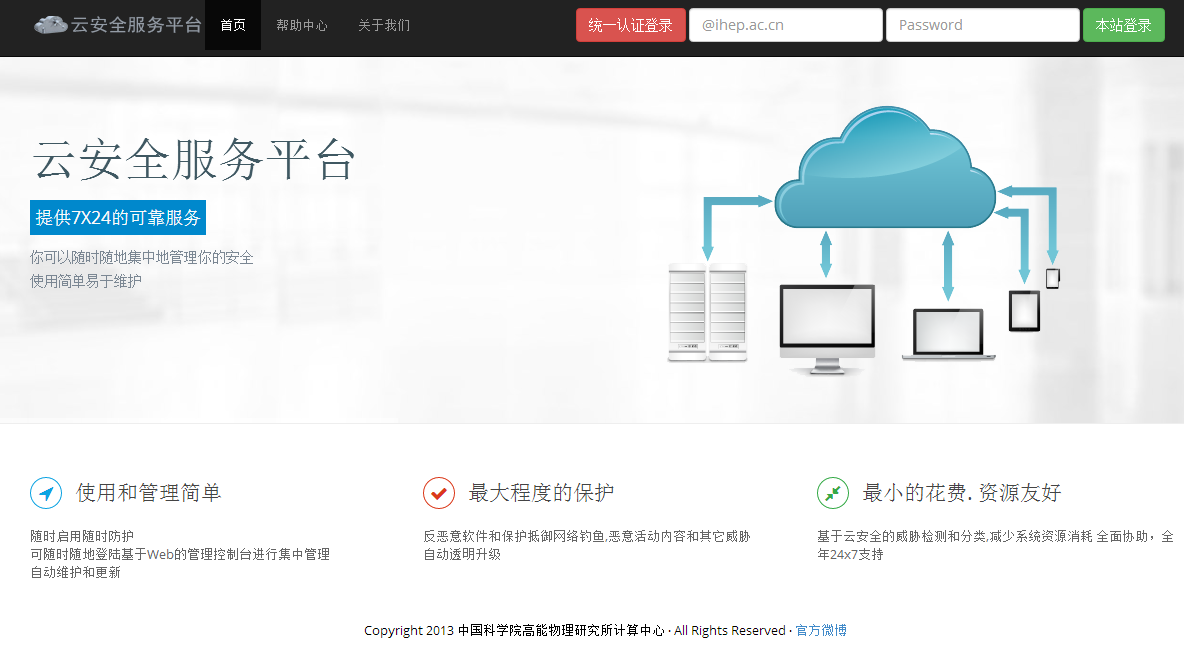 云安全服务平台 首页 帮助中心 关于我们 统一认证登录 @ihep.ac.cn Password 本站登录
云安全服务平台
提供7X24的可靠服务
你可以随时随地集中地管理你的安全
使用简单易于维护
使用和管理简单
随时启用随时防护
可随时随地登陆基于Web的管理控制台进行集中管理
自动维护和更新
最大程度的保护
反恶意软件和保护抵御网络钓鱼,恶意活动内容和其它威胁
自动透明升级
最小的花费. 资源友好
基于云安全的威胁检测和分类,减少系统资源消耗 全面协助，全
年24x7支持
Copyright 2013 中国科学院高能物理研究所计算中心 · All Rights Reserved · 官方微博